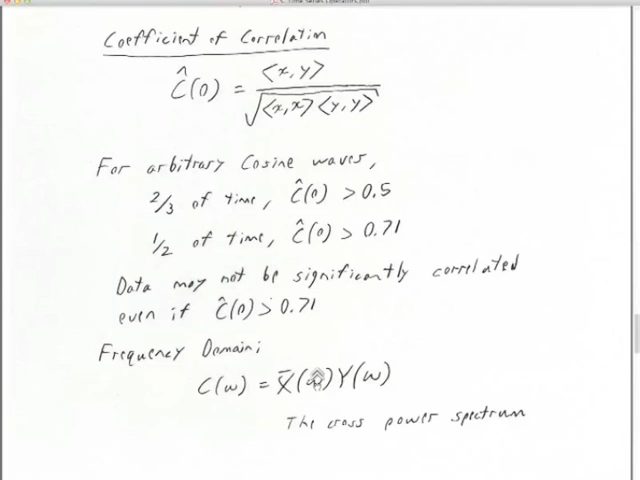 Coefficient of Correlation
Ĉ(0) = <x,y> / √<x,x><y,y>
For arbitrary Cosine waves,
2/3 of time, Ĉ(0) > 0.5
1/2 of time, Ĉ(0) > 0.71
Data may not be significantly correlated
even if Ĉ(0) > 0.71
Frequency Domain;
C(ω) = X̄(ω) Y(ω)
The cross power spectrum